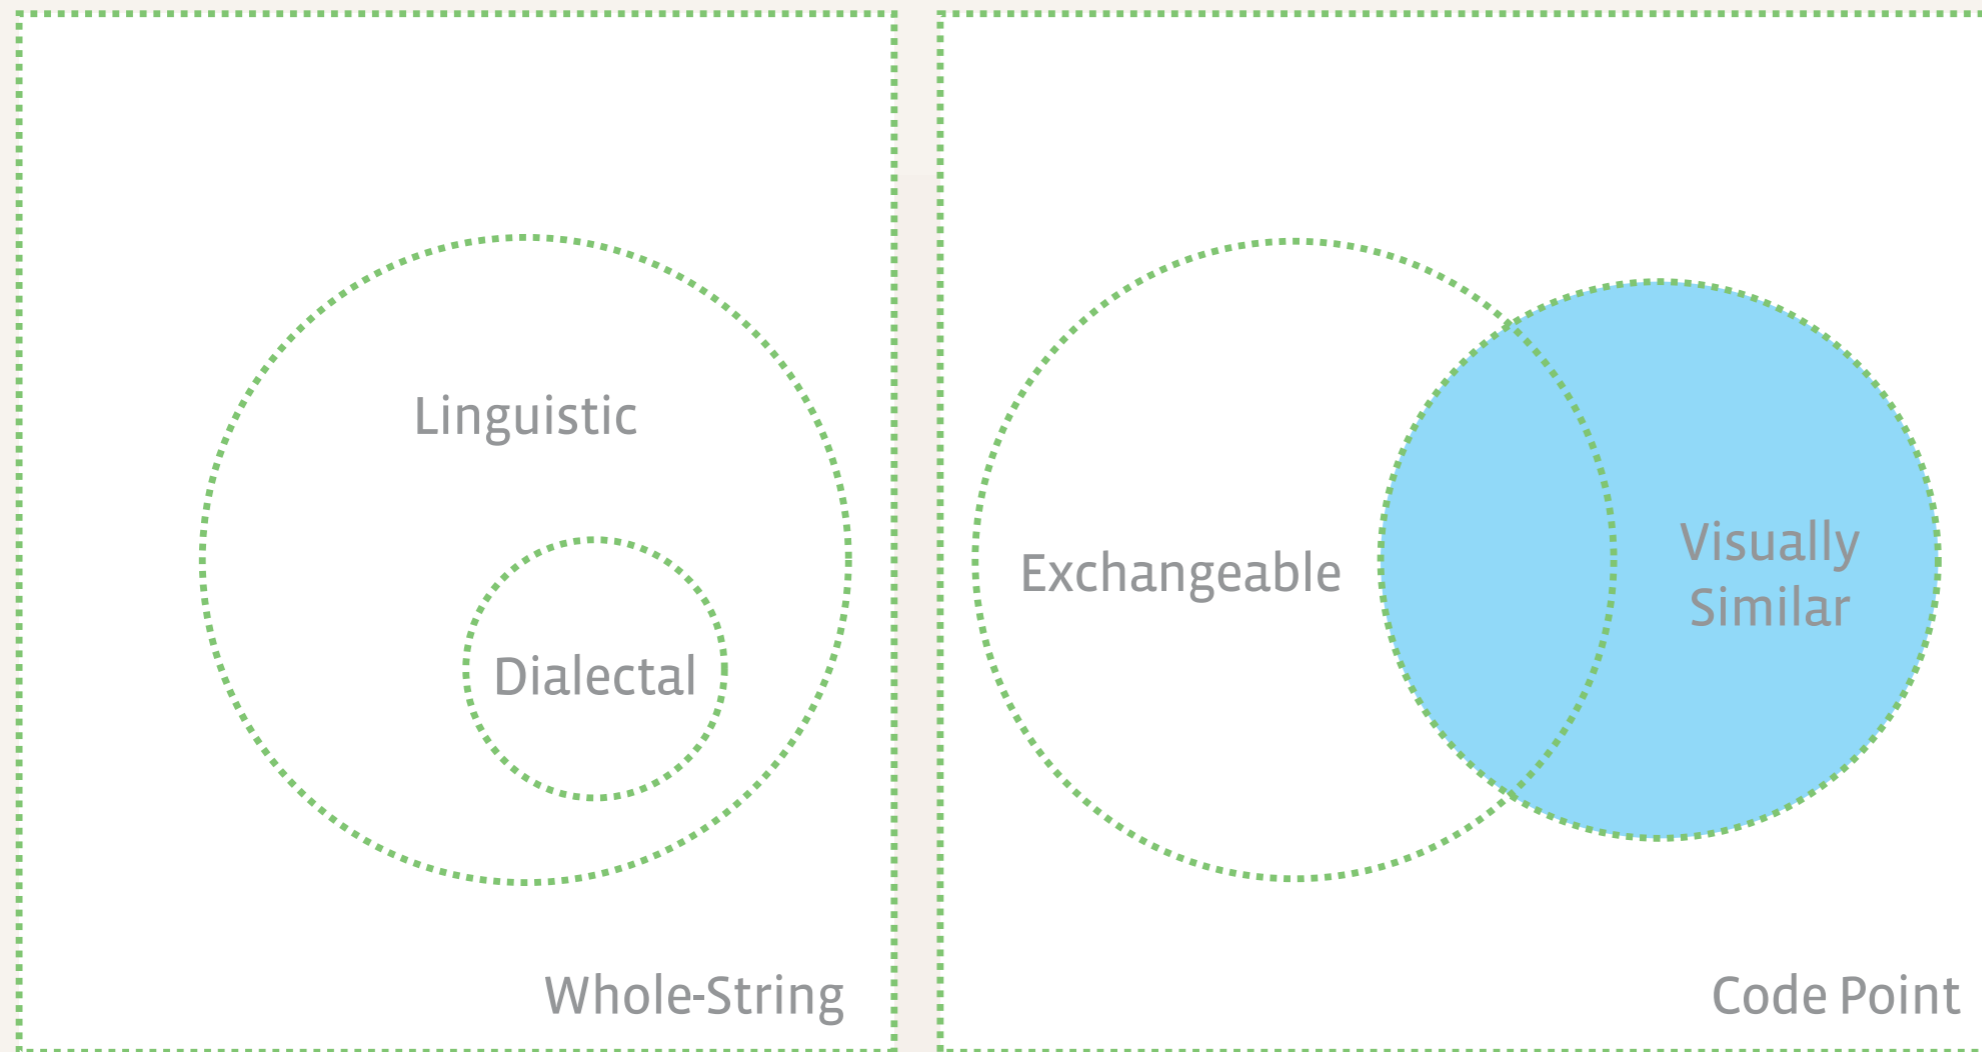 Linguistic
Dialectal
Whole-String
Exchangeable
Visually
Similar
Code Point